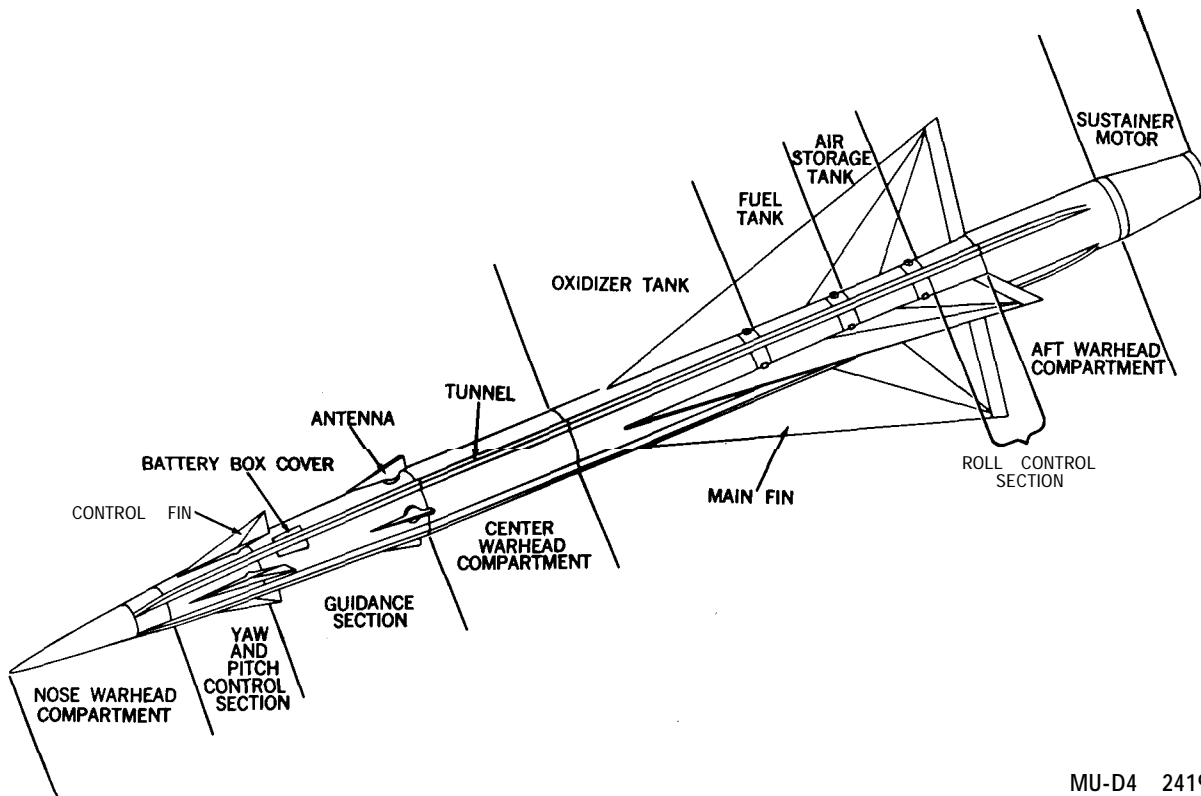 SUSTAINER
MOTOR
AIR
STORAGE
TANK
FUEL
TANK
OXIDIZER TANK
AFT WARHEAD
COMPARTMENT
TUNNEL
ANTENNA
BATTERY BOX COVER
ROLL CONTROL
SECTION
MAIN FIN
CONTROL FIN
CENTER
WARHEAD
COMPARTMENT
GUIDANCE
SECTION
YAW
AND
PITCH
CONTROL
SECTION
NOSE WARHEAD
COMPARTMENT
MU-D4 2419